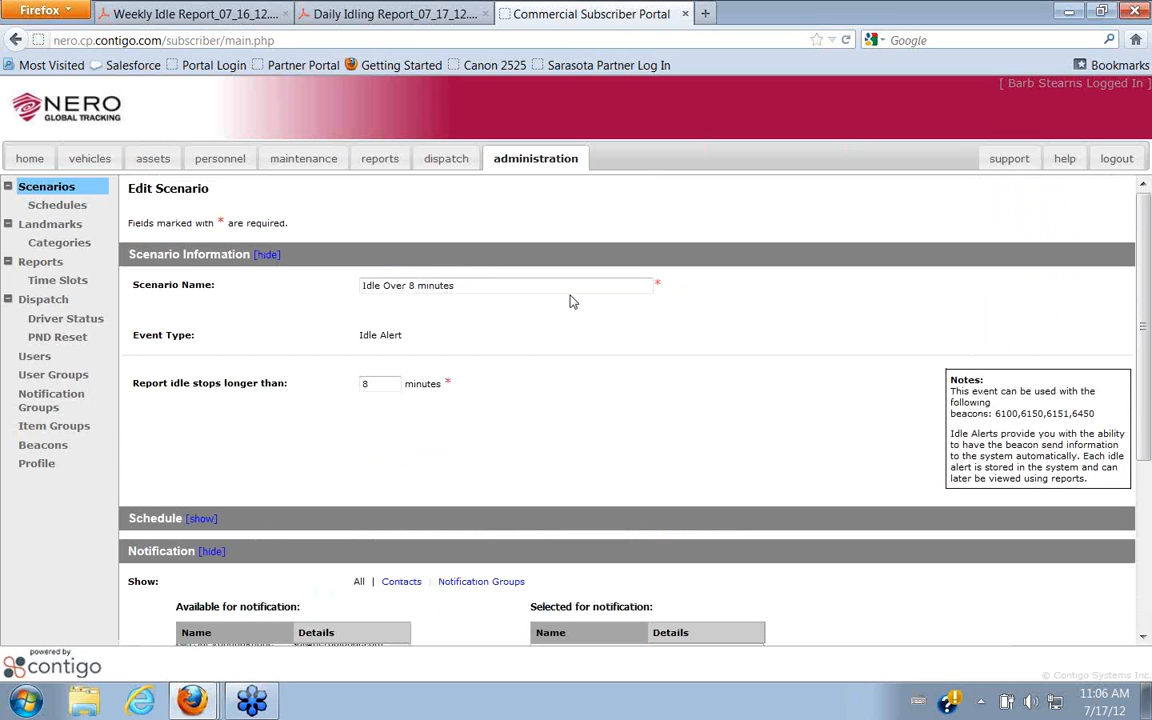 Firefox
Weekly Idle Report_07_16_12....
Daily Idling Report_07_17_12....
Commercial Subscriber Portal
nero.cp.contigo.com/subscriber/main.php
Google
Most Visited
Salesforce
Portal Login
Partner Portal
Getting Started
Canon 2525
Sarasota Partner Log In
Bookmarks
[ Barb Stearns Logged In ]
NERO
GLOBAL TRACKING
home
vehicles
assets
personnel
maintenance
reports
dispatch
administration
support
help
logout
Scenarios
Schedules
Landmarks
Categories
Reports
Time Slots
Dispatch
Driver Status
PND Reset
Users
User Groups
Notification
Groups
Item Groups
Beacons
Profile
Edit Scenario
Fields marked with * are required.
Scenario Information [hide]
Scenario Name: Idle Over 8 minutes *
Event Type: Idle Alert
Report idle stops longer than: 8 minutes *
Notes:
This event can be used with the
following
beacons: 6100,6150,6151,6450
Idle Alerts provide you with the ability
to have the beacon send information
to the system automatically. Each idle
alert is stored in the system and can
later be viewed using reports.
Schedule [show]
Notification [hide]
Show: All | Contacts | Notification Groups
Available for notification: Selected for notification:
Name Details Name Details
powered by
contigo
© Contigo Systems Inc.
11:06 AM
7/17/12